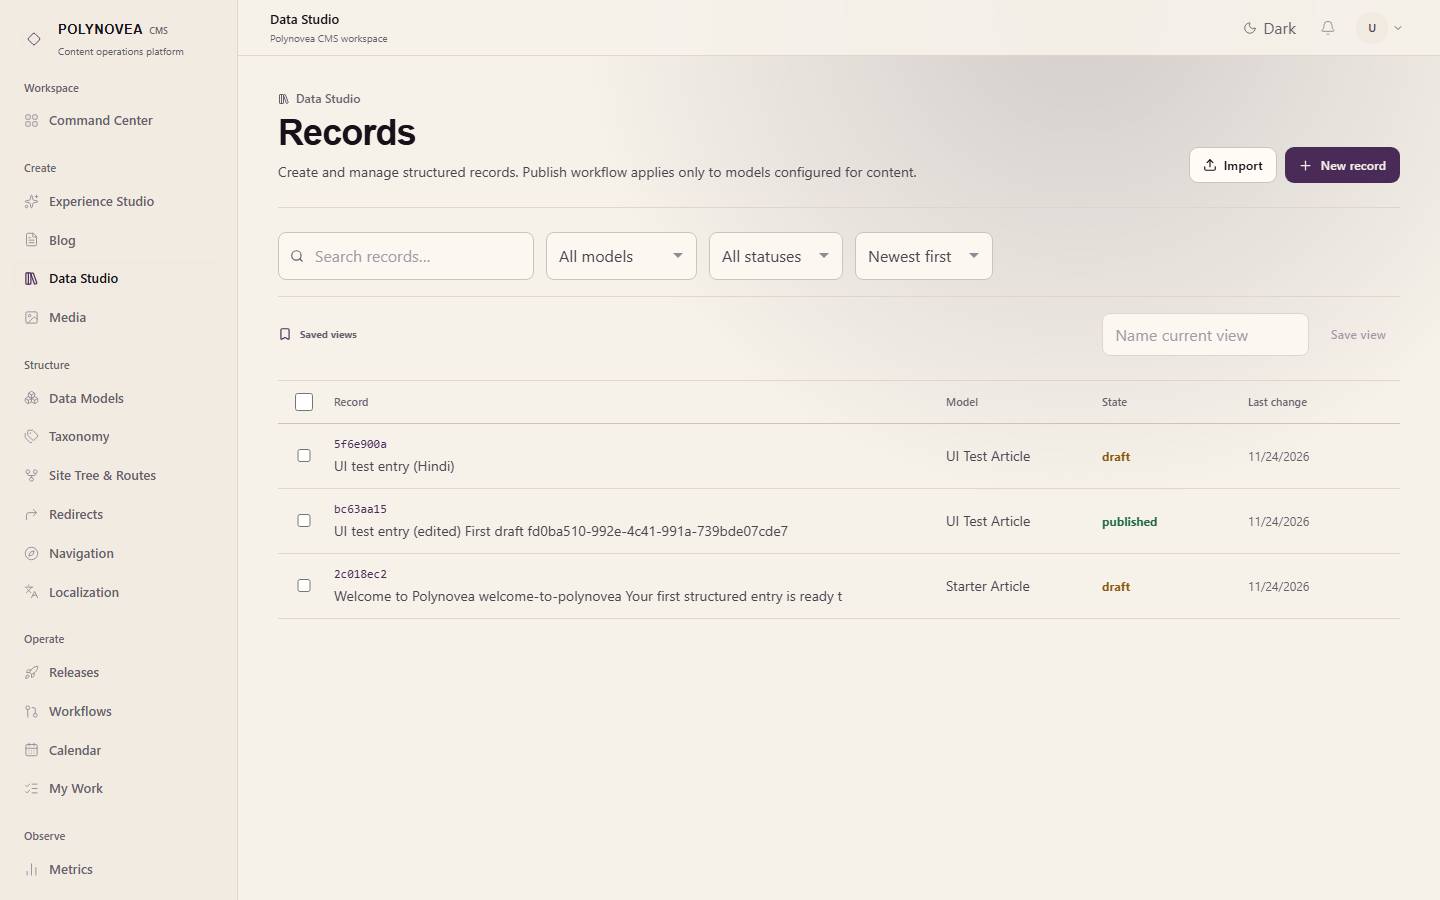 POLYNOVEA CMS
Content operations platform
Workspace
Command Center
Create
Experience Studio
Blog
Data Studio
Media
Structure
Data Models
Taxonomy
Site Tree & Routes
Redirects
Navigation
Localization
Operate
Releases
Workflows
Calendar
My Work
Observe
Metrics
Data Studio
Polynovea CMS workspace
Dark
U
Data Studio
Records
Create and manage structured records. Publish workflow applies only to models configured for content.
Import
New record
Search records...
All models
All statuses
Newest first
Saved views
Name current view
Save view
Record Model State Last change
5f6e900a
UI test entry (Hindi) UI Test Article draft 11/24/2026
bc63aa15
UI test entry (edited) First draft fd0ba510-992e-4c41-991a-739bde07cde7 UI Test Article published 11/24/2026
2c018ec2
Welcome to Polynovea welcome-to-polynovea Your first structured entry is ready t Starter Article draft 11/24/2026